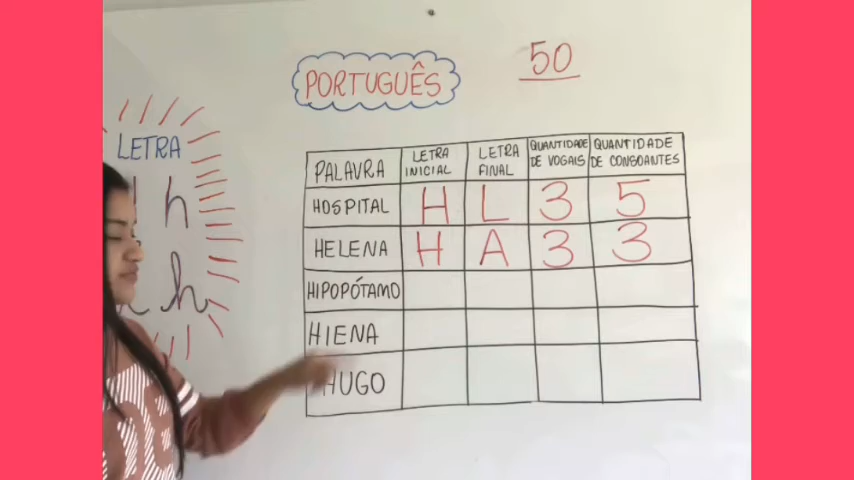 PORTUGUÊS
50
LETRA
h
h
PALAVRA LETRA INICIAL LETRA FINAL QUANTIDADE DE VOGAIS QUANTIDADE DE CONSOANTES
HOSPITAL H L 3 5
HELENA H A 3 3
HIPOPÓTAMO
HIENA
HUGO